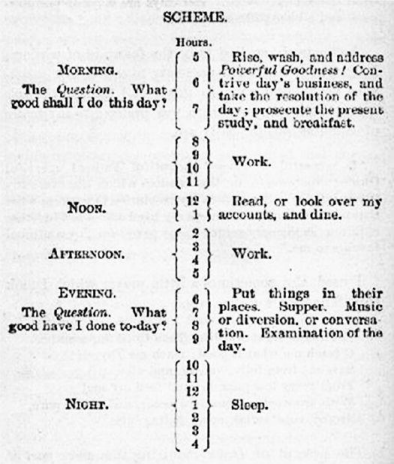 SCHEME.
Hours.
MORNING.
The Question. What
good shall I do this day?
5
6
7
Rise, wash, and address
Powerful Goodness! Con-
trive day's business, and
take the resolution of the
day; prosecute the present
study, and breakfast.
8
9
10
11
Work.
NOON.
12
Read, or look over my
accounts, and dine.
AFTERNOON.
2
3
4
5
Work.
EVENING.
The Question. What
good have I done to-day?
6
7
8
9
Put things in their
places. Supper. Music
or diversion, or conversa-
tion. Examination of the
day.
NIGHT.
10
11
12
1
2
3
4
Sleep.